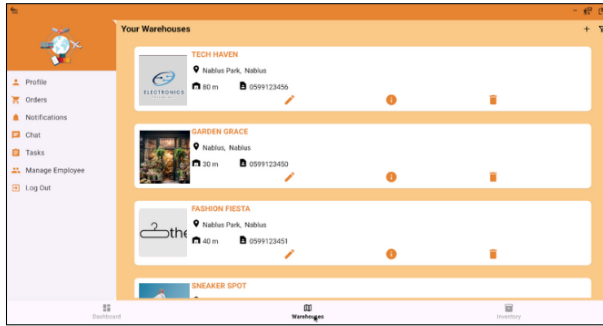 Your Warehouses
Profile
Orders
Notifications
Chat
Tasks
Manage Employee
Log Out
ELECTRONICS
TECH HAVEN
Nablus Park, Nablus
80 m 0599123456
GARDEN GRACE
Nablus, Nablus
30 m 0599123450
the
FASHION FIESTA
Nablus Park, Nablus
40 m 0599123451
SNEAKER SPOT
Dashboard
Warehouses
Inventory